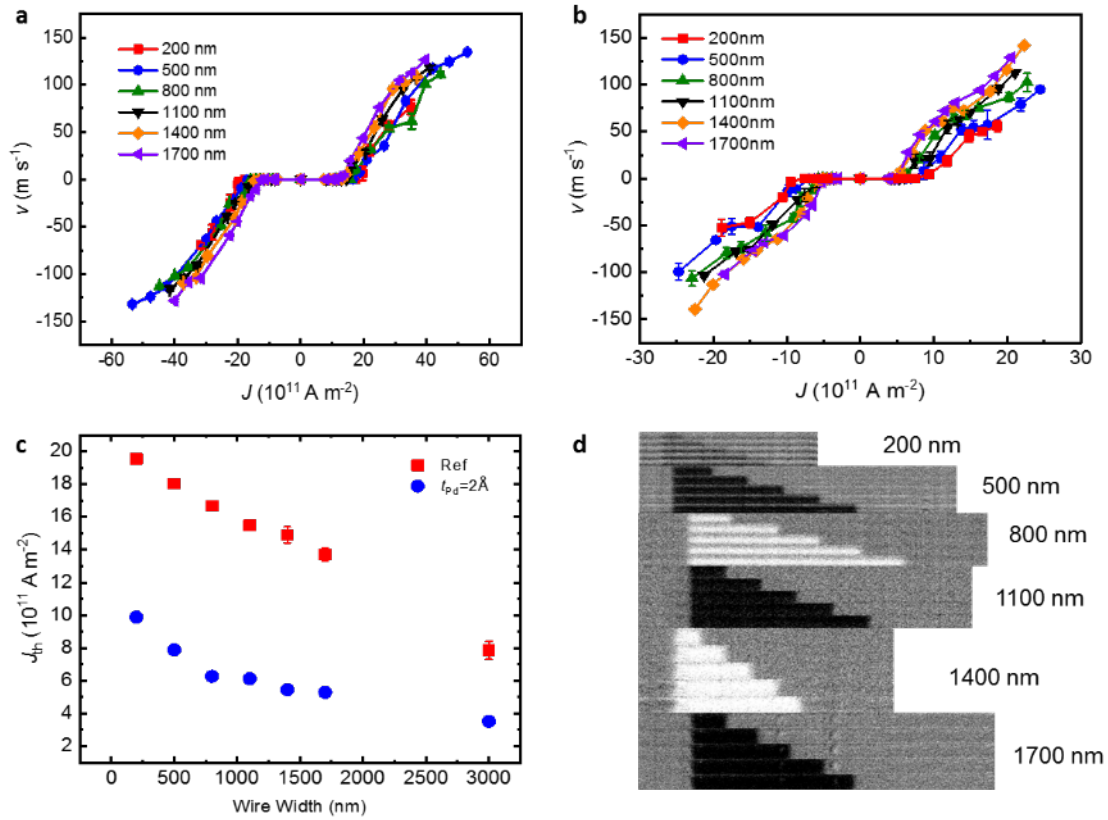 a
150
100
50
0
-50
-100
-150
v (m s⁻¹)
200 nm
500 nm
800 nm
1100 nm
1400 nm
1700 nm
-60 -40 -20 0 20 40 60
J (10¹¹ A m⁻²)
b
150
100
50
0
-50
-100
-150
v (m s⁻¹)
200nm
500nm
800nm
1100nm
1400nm
1700nm
-30 -20 -10 0 10 20 30
J (10¹¹ A m⁻²)
c
20
18
16
14
12
10
8
6
4
2
Jth (10¹¹ A m⁻²)
Ref
tPd=2Å
0 500 1000 1500 2000 2500 3000
Wire Width (nm)
d
200 nm
500 nm
800 nm
1100 nm
1400 nm
1700 nm